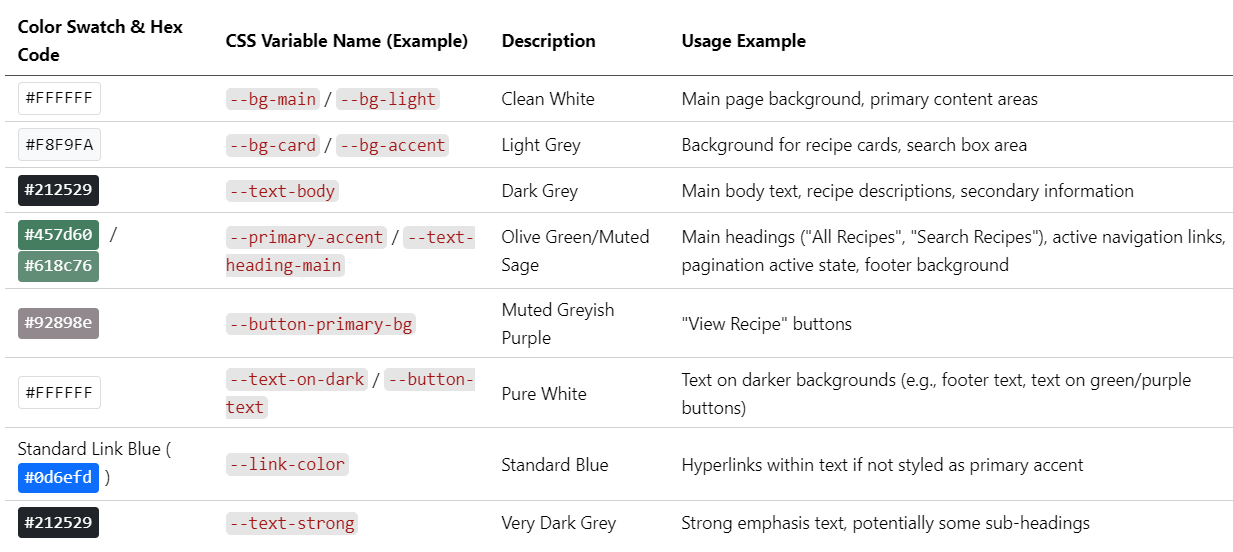 Color Swatch & Hex Code CSS Variable Name (Example) Description Usage Example
#FFFFFF --bg-main / --bg-light Clean White Main page background, primary content areas
#F8F9FA --bg-card / --bg-accent Light Grey Background for recipe cards, search box area
#212529 --text-body Dark Grey Main body text, recipe descriptions, secondary information
#457d60 / #618c76 --primary-accent / --text-heading-main Olive Green/Muted Sage Main headings ("All Recipes", "Search Recipes"), active navigation links, pagination active state, footer background
#92898e --button-primary-bg Muted Greyish Purple "View Recipe" buttons
#FFFFFF --text-on-dark / --button-text Pure White Text on darker backgrounds (e.g., footer text, text on green/purple buttons)
Standard Link Blue ( #0d6efd ) --link-color Standard Blue Hyperlinks within text if not styled as primary accent
#212529 --text-strong Very Dark Grey Strong emphasis text, potentially some sub-headings